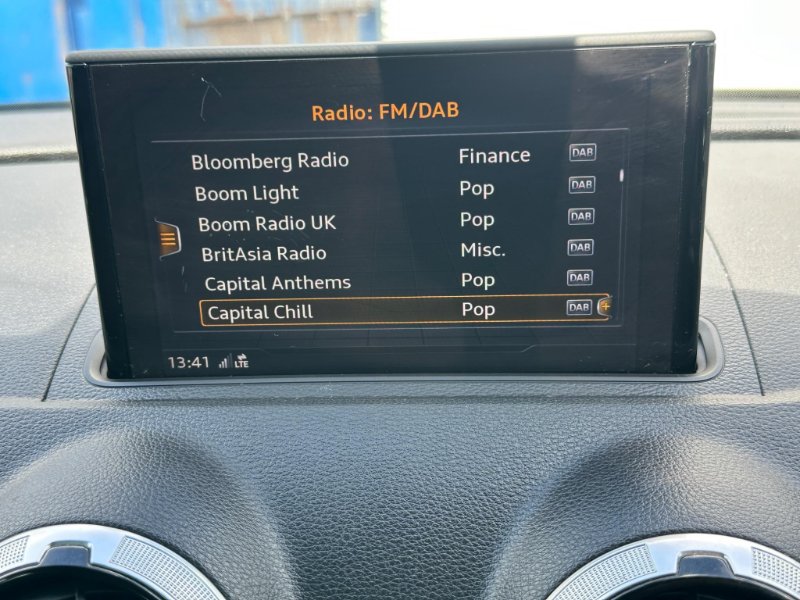 Radio: FM/DAB
Bloomberg Radio Finance DAB
Boom Light Pop DAB
Boom Radio UK Pop DAB
BritAsia Radio Misc. DAB
Capital Anthems Pop DAB
Capital Chill Pop DAB
13:41 LTE